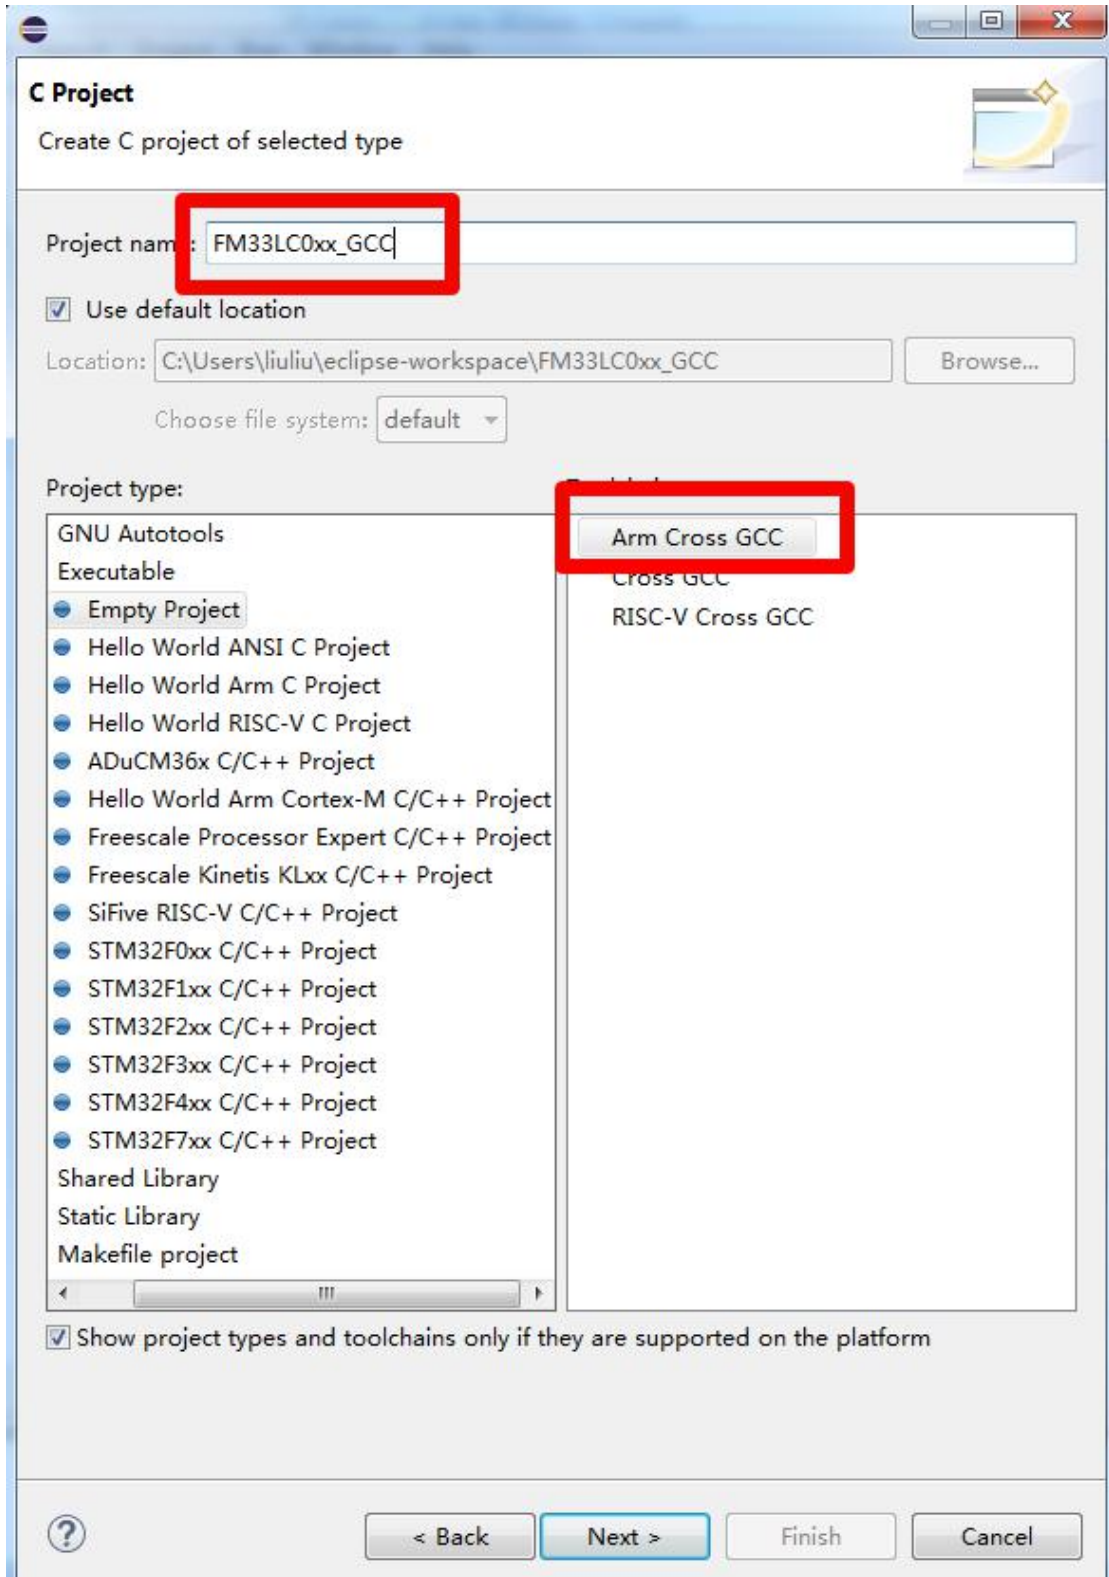 C Project
Create C project of selected type
Project nam : FM33LC0xx_GCC
Use default location
Location: C:\Users\liuliu\eclipse-workspace\FM33LC0xx_GCC Browse...
Choose file system: default
Project type:
GNU Autotools
Executable
Empty Project
Hello World ANSI C Project
Hello World Arm C Project
Hello World RISC-V C Project
ADuCM36x C/C++ Project
Hello World Arm Cortex-M C/C++ Project
Freescale Processor Expert C/C++ Project
Freescale Kinetis KLxx C/C++ Project
SiFive RISC-V C/C++ Project
STM32F0xx C/C++ Project
STM32F1xx C/C++ Project
STM32F2xx C/C++ Project
STM32F3xx C/C++ Project
STM32F4xx C/C++ Project
STM32F7xx C/C++ Project
Shared Library
Static Library
Makefile project
Arm Cross GCC
Cross GCC
RISC-V Cross GCC
Show project types and toolchains only if they are supported on the platform
< Back Next > Finish Cancel